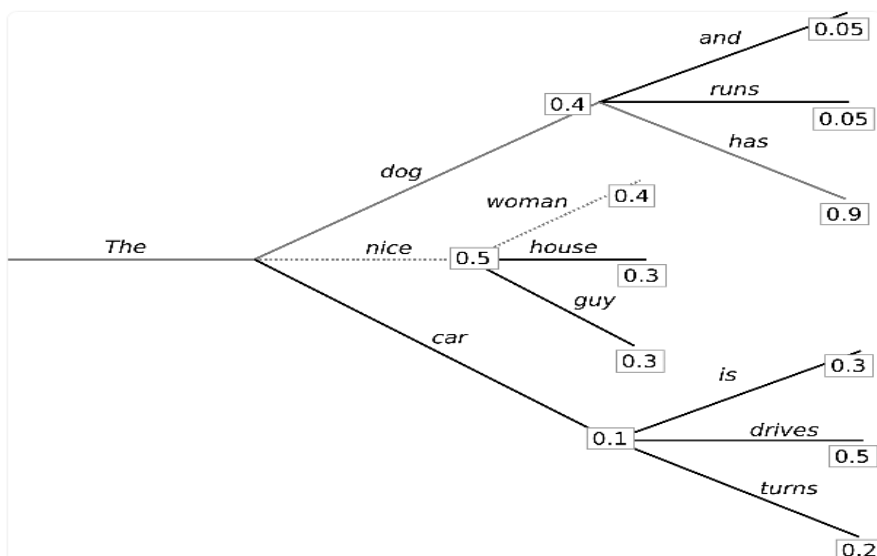 and
0.05
runs
0.4
0.05
has
dog
woman
0.4
0.9
The
nice
0.5
house
0.3
guy
car
0.3
is
0.3
drives
0.1
0.5
turns
0.2